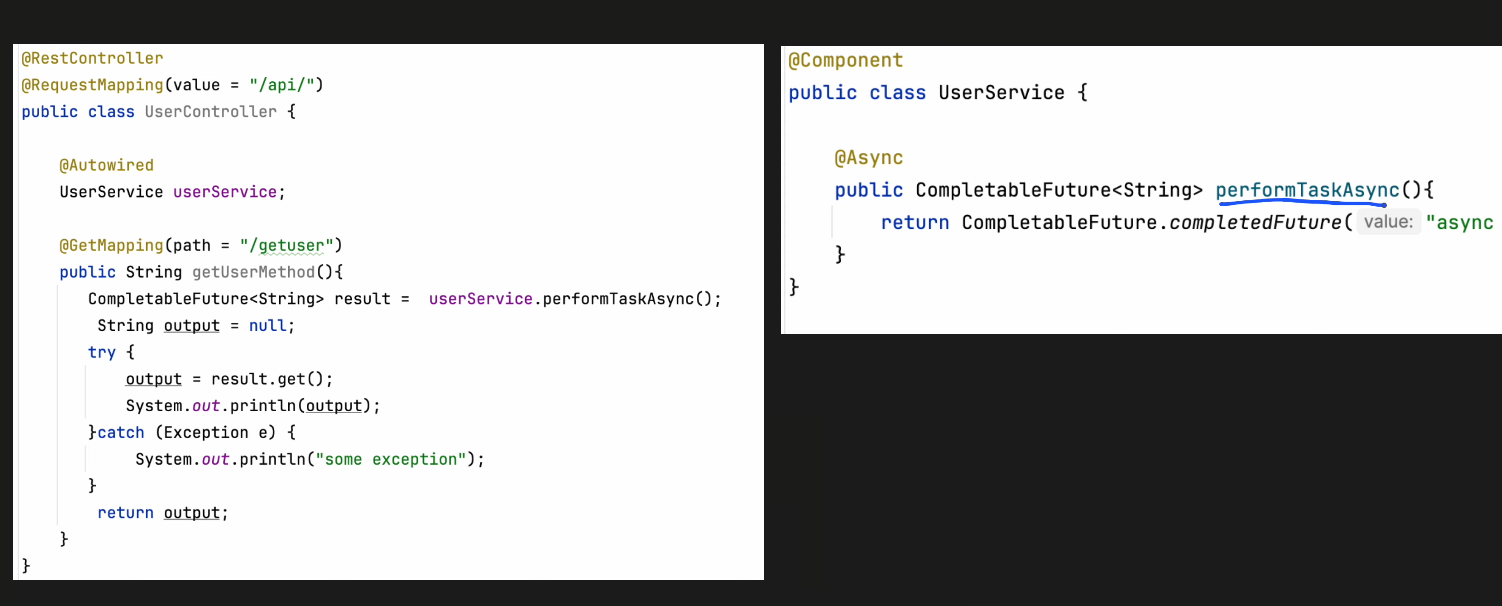 @RestController
@RequestMapping(value = "/api/")
public class UserController {
@Autowired
UserService userService;
@GetMapping(path = "/getuser")
public String getUserMethod(){
CompletableFuture<String> result =  userService.performTaskAsync();
String output = null;
try {
output = result.get();
System.out.println(output);
}catch (Exception e) {
System.out.println("some exception");
}
return output;
}
}
@Component
public class UserService {
@Async
public CompletableFuture<String> performTaskAsync(){
return CompletableFuture.completedFuture( value: "async
}
}